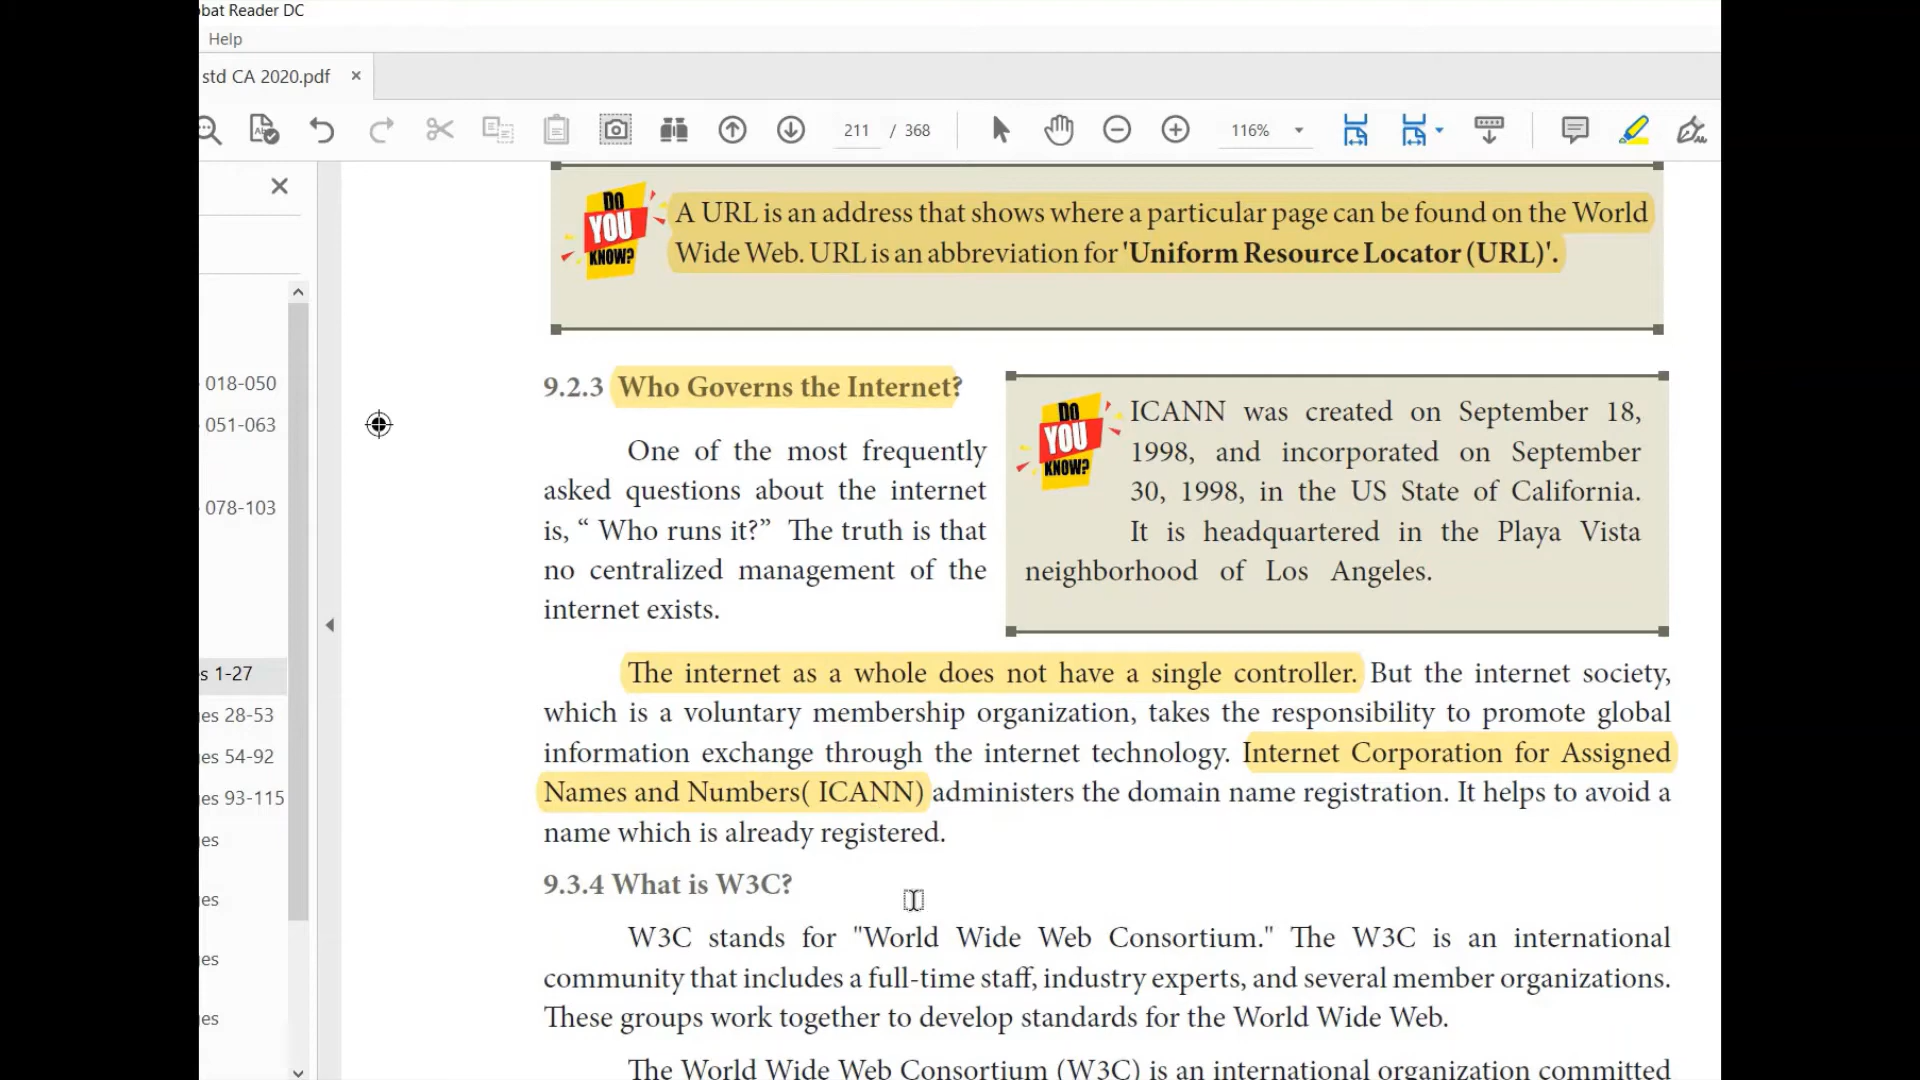 obat Reader DC
Help
std CA 2020.pdf
211 / 368
116%
DO YOU KNOW?
A URL is an address that shows where a particular page can be found on the World
Wide Web. URL is an abbreviation for 'Uniform Resource Locator (URL)'.
018-050
051-063
078-103
s 1-27
es 28-53
es 54-92
es 93-115
es
es
es
es
9.2.3 Who Governs the Internet?
One of the most frequently
asked questions about the internet
is, “ Who runs it?” The truth is that
no centralized management of the
internet exists.
DO YOU KNOW?
ICANN was created on September 18,
1998, and incorporated on September
30, 1998, in the US State of California.
It is headquartered in the Playa Vista
neighborhood of Los Angeles.
The internet as a whole does not have a single controller. But the internet society,
which is a voluntary membership organization, takes the responsibility to promote global
information exchange through the internet technology. Internet Corporation for Assigned
Names and Numbers( ICANN) administers the domain name registration. It helps to avoid a
name which is already registered.
9.3.4 What is W3C?
W3C stands for "World Wide Web Consortium." The W3C is an international
community that includes a full-time staff, industry experts, and several member organizations.
These groups work together to develop standards for the World Wide Web.
The World Wide Web Consortium (W3C) is an international organization committed